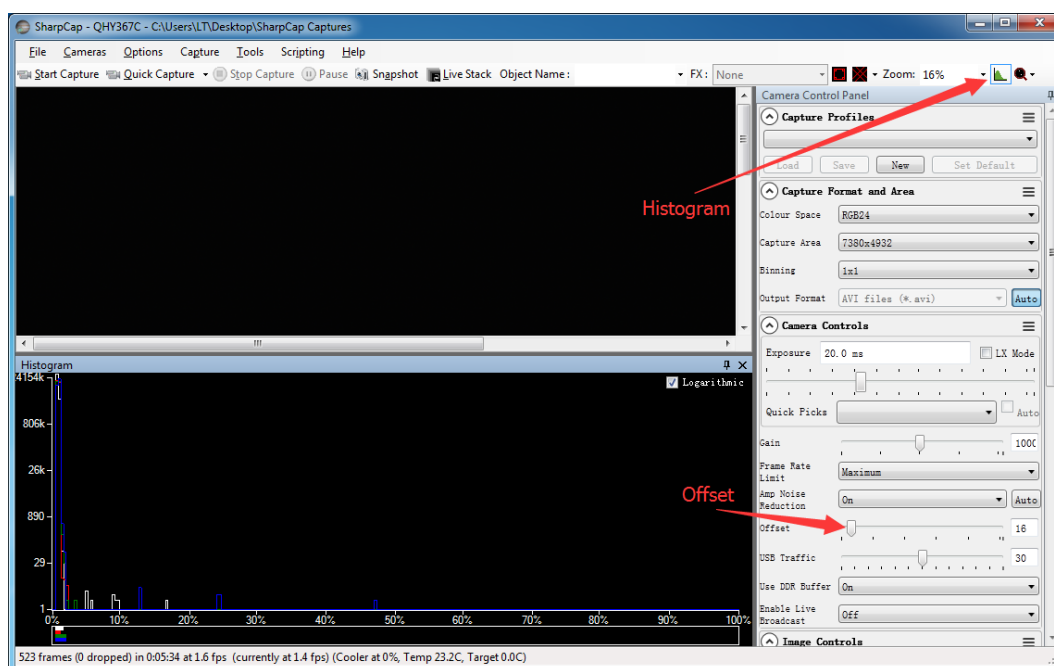 SharpCap - QHY367C - C:\Users\LT\Desktop\SharpCap Captures
File Cameras Options Capture Tools Scripting Help
Start Capture Quick Capture Stop Capture Pause Snapshot Live Stack Object Name : FX : None Zoom: 16%
Camera Control Panel
Capture Profiles
Load Save New Set Default
Histogram
Capture Format and Area
Colour Space RGB24
Capture Area 7380x4932
Binning 1x1
Output Format AVI files (*.avi) Auto
Camera Controls
Exposure 20.0 ms LX Mode
Quick Picks Auto
Gain 1000
Frame Rate Limit Maximum
Amp Noise Reduction On Auto
Offset
Offset 16
USB Traffic 30
Use DDR Buffer On
Enable Live Broadcast Off
Image Controls
Histogram
Logarithmic
4154k
806k
26k
890
29
1
0% 10% 20% 30% 40% 50% 60% 70% 80% 90% 100%
523 frames (0 dropped) in 0:05:34 at 1.6 fps (currently at 1.4 fps) (Cooler at 0%, Temp 23.2C, Target 0.0C)